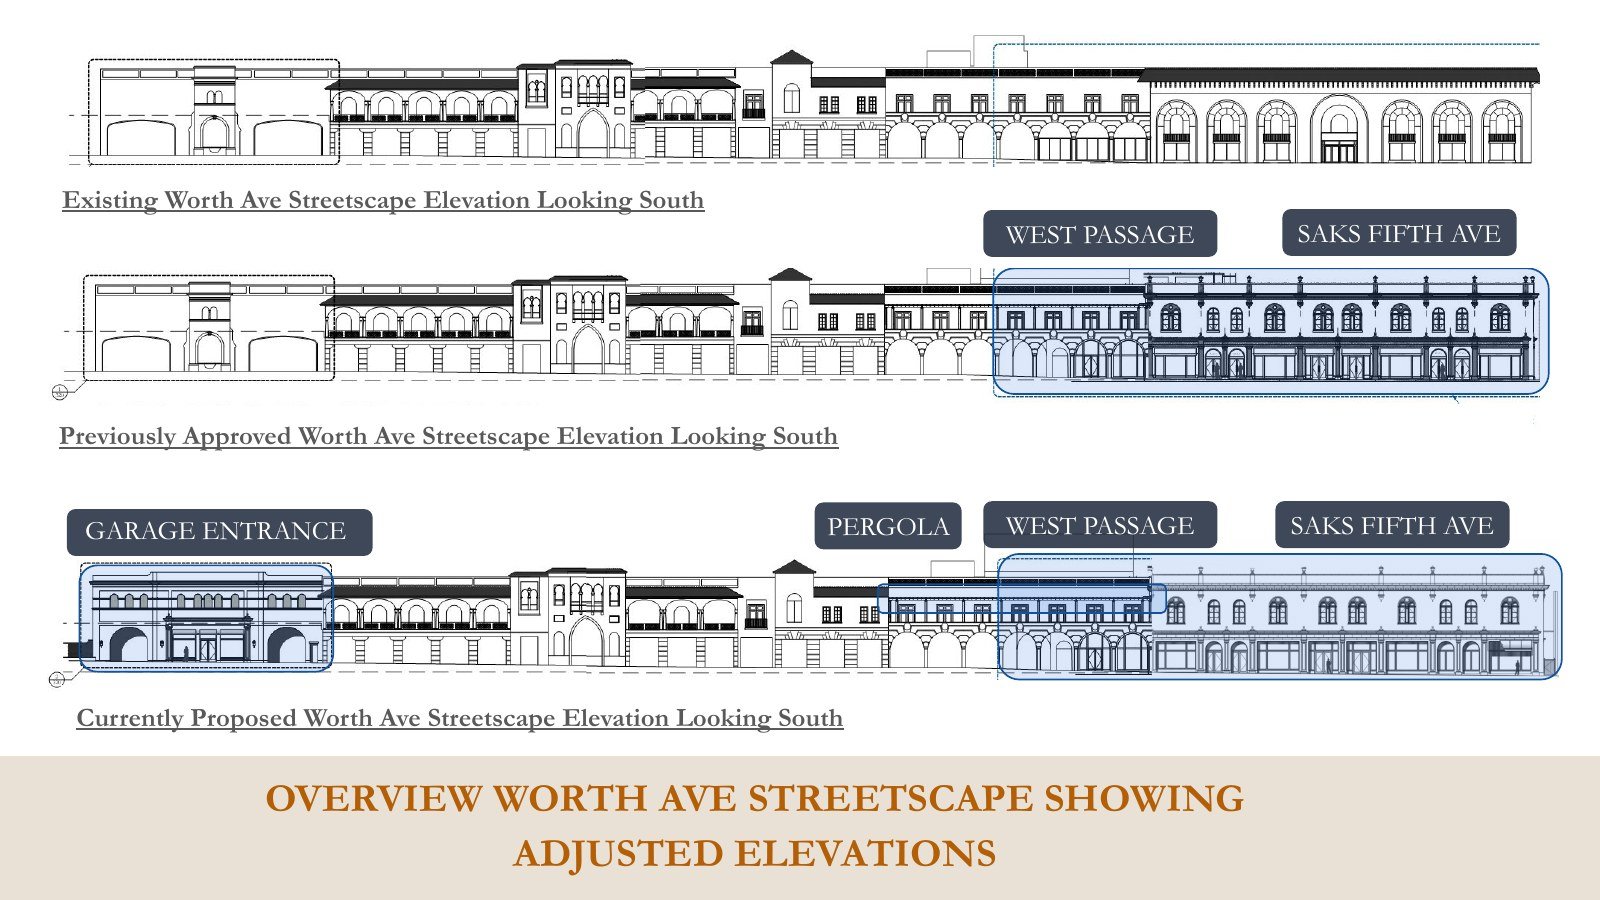 Existing Worth Ave Streetscape Elevation Looking South
WEST PASSAGE
SAKS FIFTH AVE
Previously Approved Worth Ave Streetscape Elevation Looking South
GARAGE ENTRANCE
PERGOLA
WEST PASSAGE
SAKS FIFTH AVE
Currently Proposed Worth Ave Streetscape Elevation Looking South
OVERVIEW WORTH AVE STREETSCAPE SHOWING
ADJUSTED ELEVATIONS